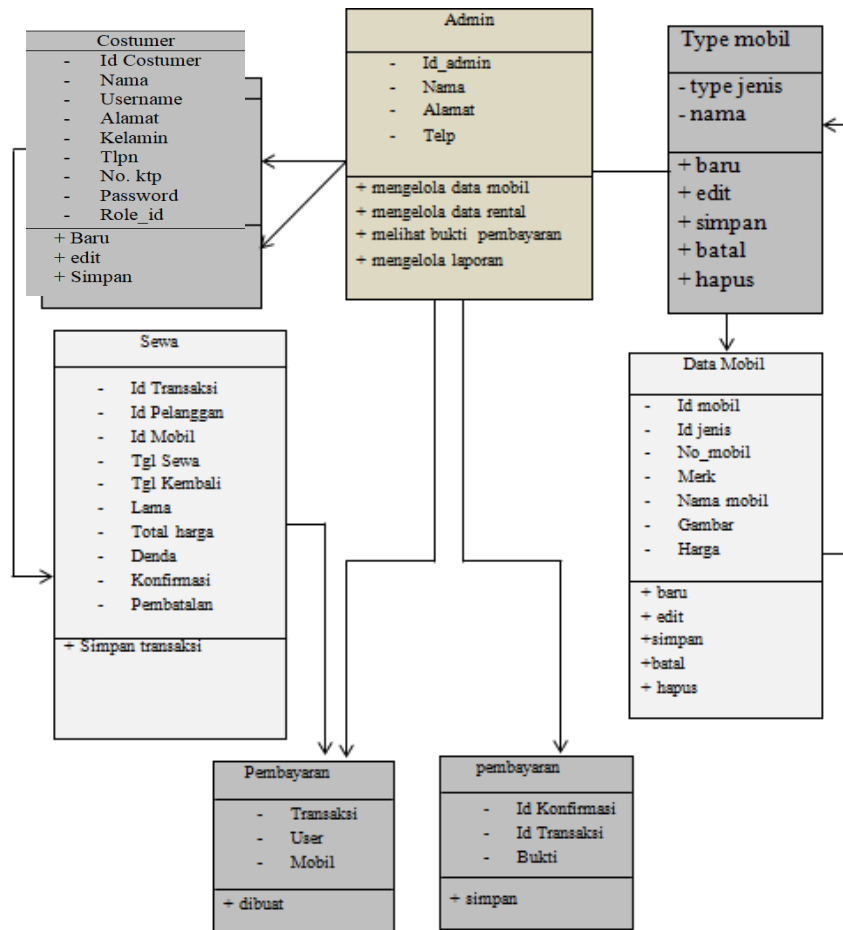 Costumer
- Id Costumer
- Nama
- Username
- Alamat
- Kelamin
- Tlpn
- No. ktp
- Password
- Role_id
+ Baru
+ edit
+ Simpan
Admin
- Id_admin
- Nama
- Alamat
- Telp
+ mengelola data mobil
+ mengelola data rental
+ melihat bukti pembayaran
+ mengelola laporan
Type mobil
- type jenis
- nama
+ baru
+ edit
+ simpan
+ batal
+ hapus
Sewa
- Id Transaksi
- Id Pelanggan
- Id Mobil
- Tgl Sewa
- Tgl Kembali
- Lama
- Total harga
- Denda
- Konfirmasi
- Pembatalan
+ Simpan transaksi
Data Mobil
- Id mobil
- Id jenis
- No_mobil
- Merk
- Nama mobil
- Gambar
- Harga
+ baru
+ edit
+simpan
+batal
+ hapus
Pembayaran
- Transaksi
- User
- Mobil
+ dibuat
pembayaran
- Id Konfirmasi
- Id Transaksi
- Bukti
+ simpan